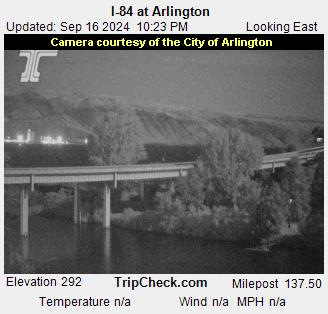 I-84 at Arlington
Updated: Sep 16 2024 10:23 PM Looking East
Camera courtesy of the City of Arlington
Elevation 292 TripCheck.com Milepost 137.50
Temperature n/a Wind n/a MPH n/a